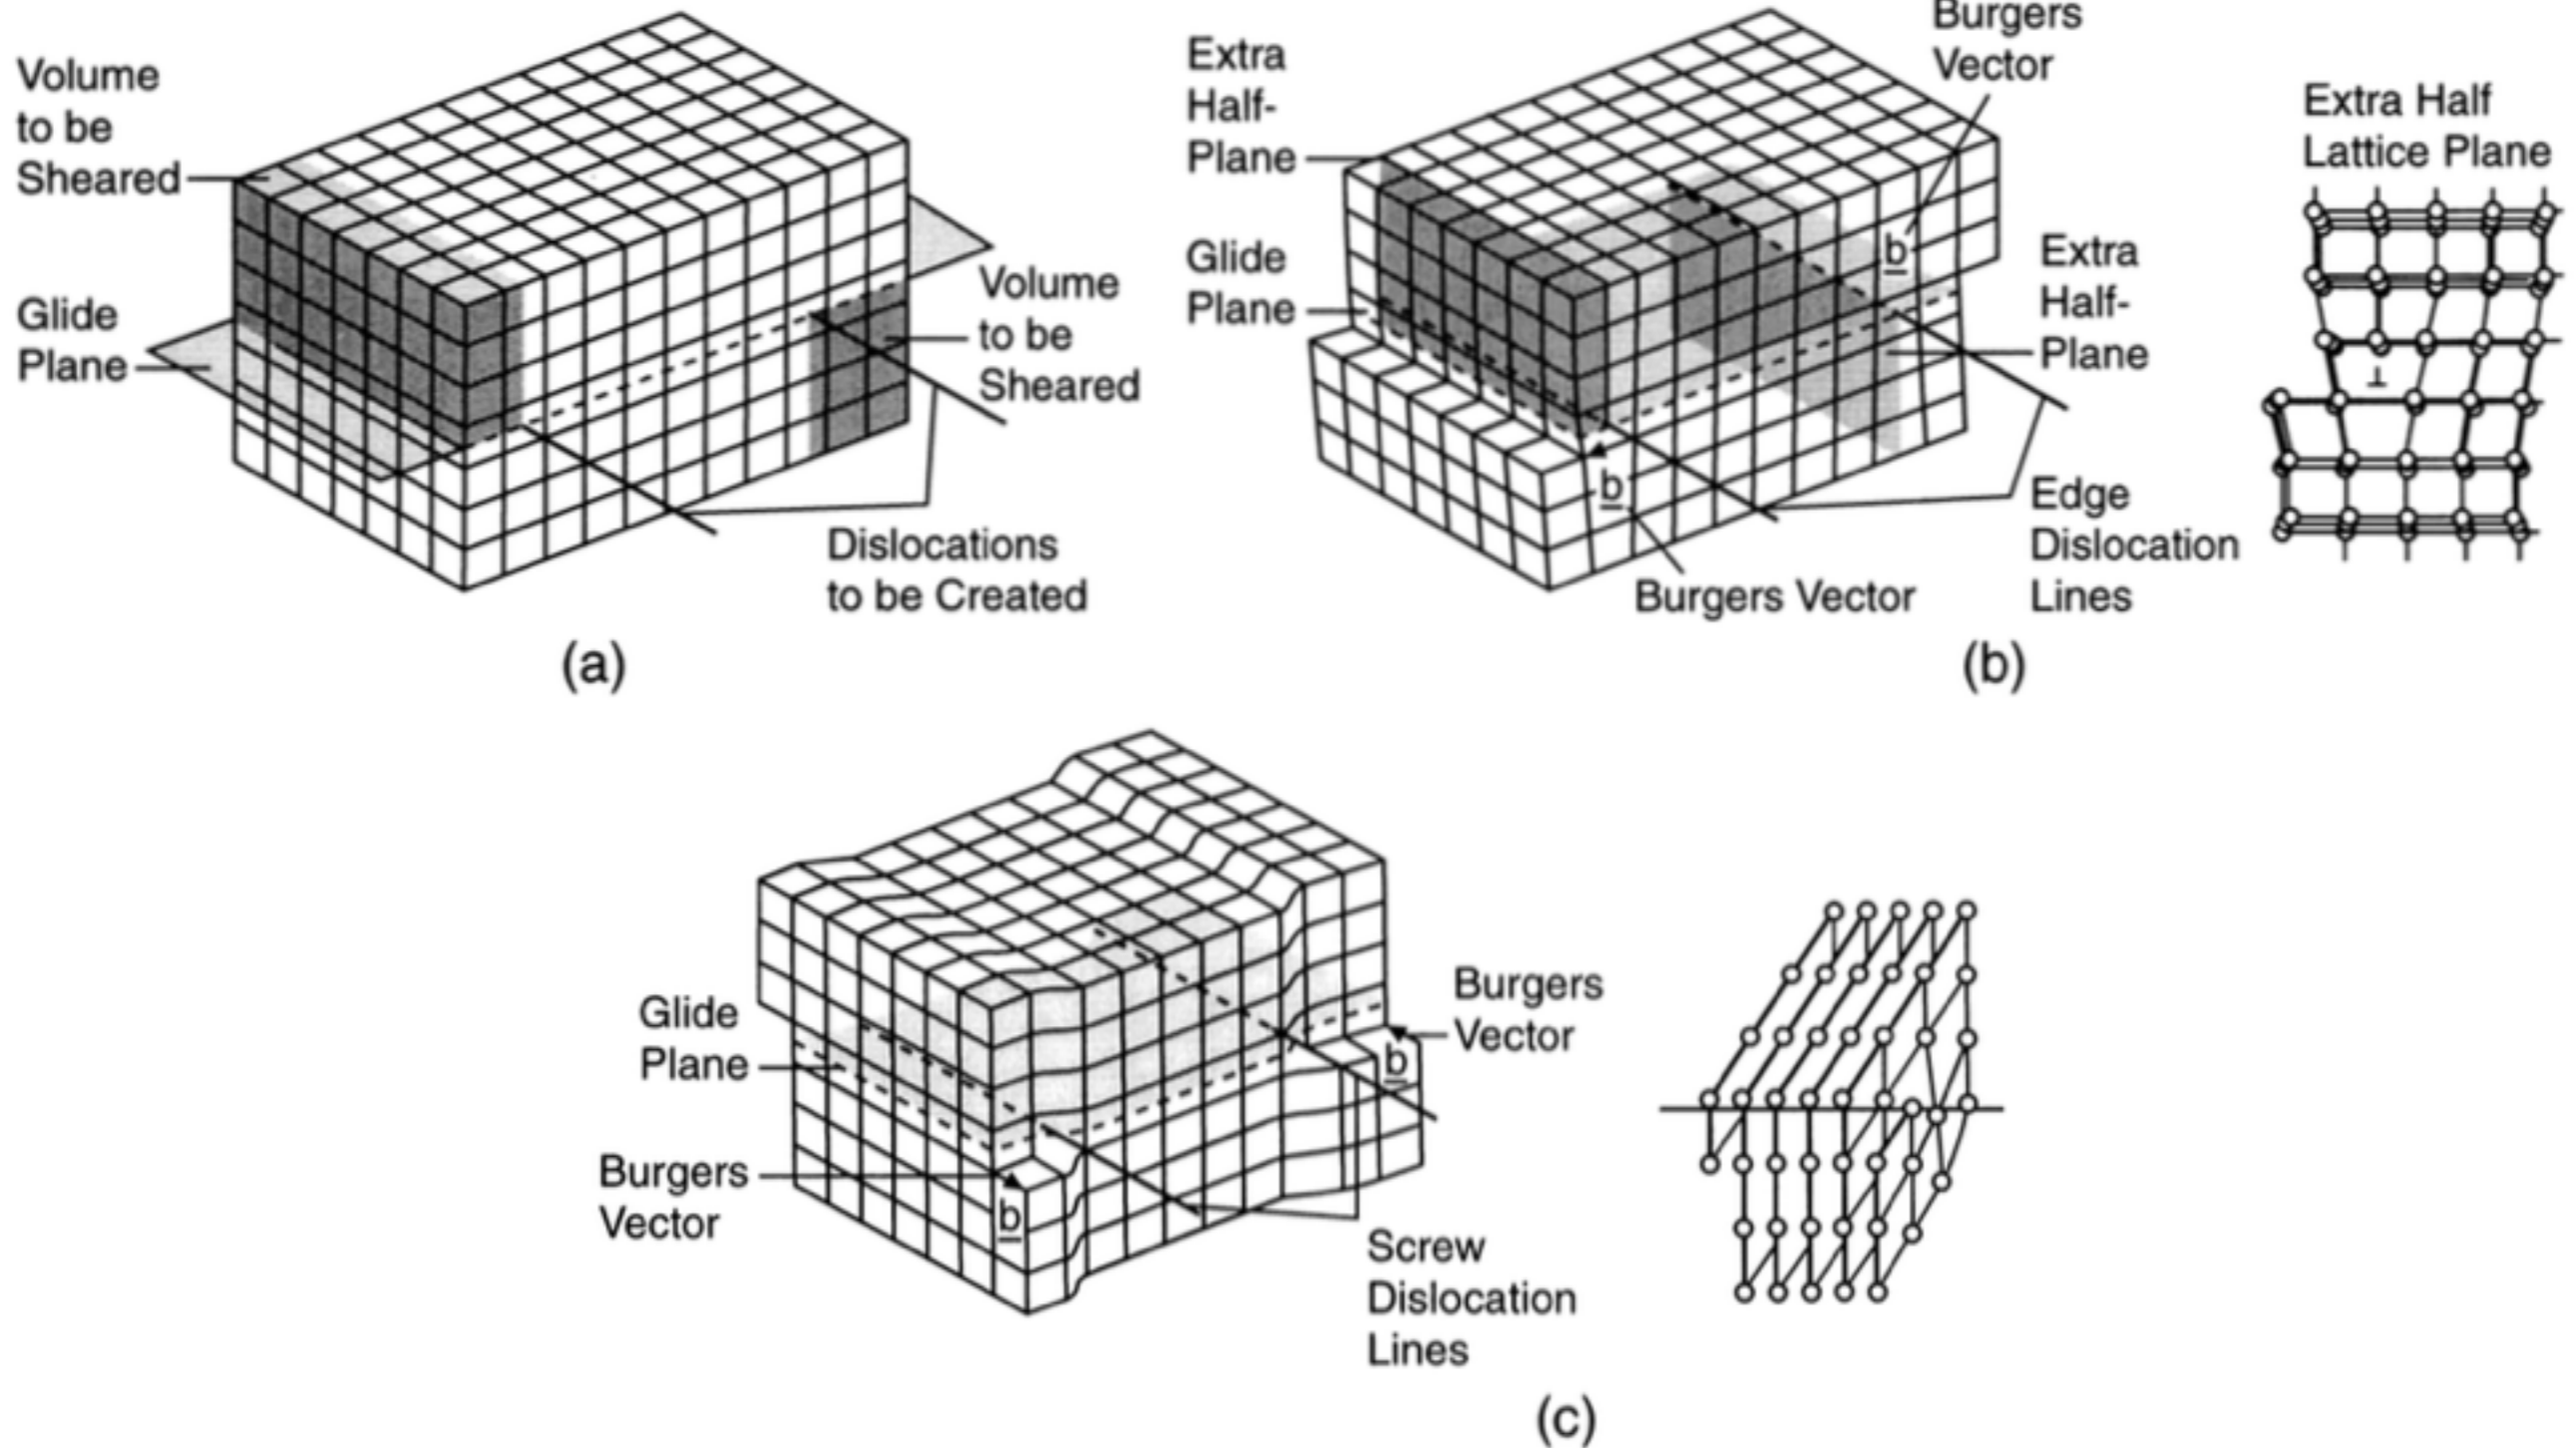 Volume
to be
Sheared
Glide
Plane
Volume
to be
Sheared
Dislocations
to be Created
(a)
Extra
Half-
Plane
Glide
Plane
Burgers
Vector
b
Extra
Half-
Plane
b
Burgers Vector
Edge
Dislocation
Lines
Extra Half
Lattice Plane
⊥
(b)
Glide
Plane
Burgers
Vector
b
Burgers
Vector
b
Screw
Dislocation
Lines
(c)